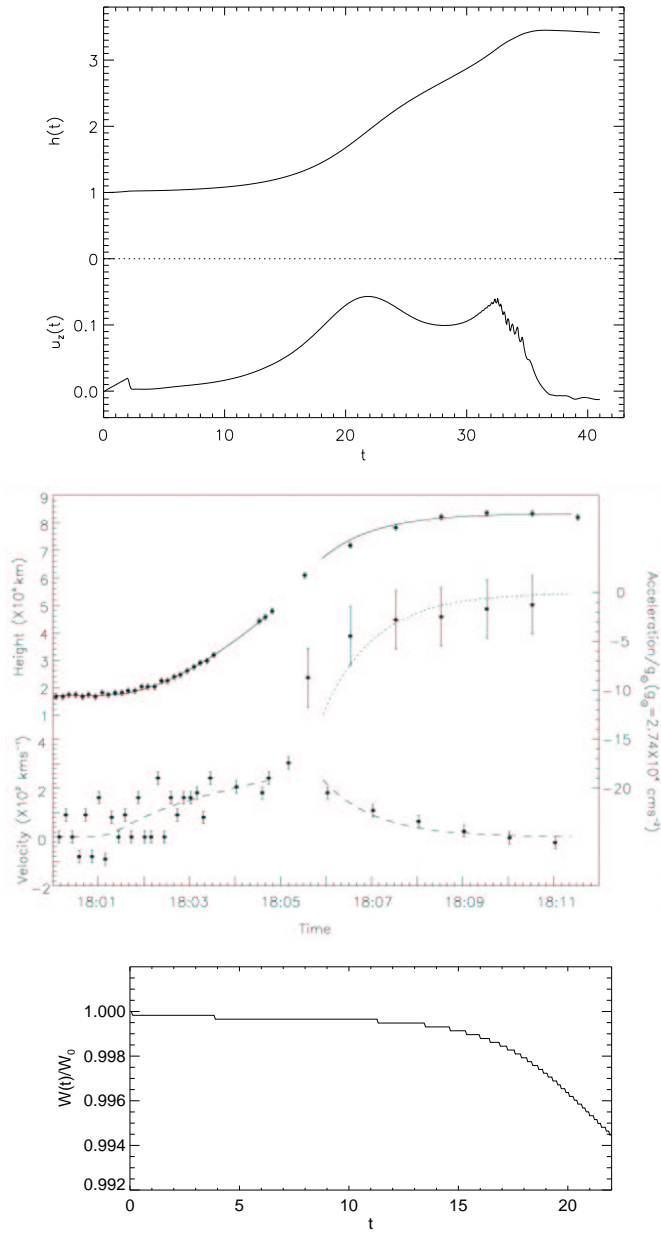 3
2
1
0
h(t)
0.1
0.0
u_z(t)
0 10 20 30 40
t
9
8
7
6
5
4
3
2
1
Height (X10⁴km)
4
2
0
−2
Velocity (X10² kms⁻¹)
0
−5
−10
−15
−20
Acceleration/g⊙(g⊙=2.74X10⁴ cms⁻²)
18:01 18:03 18:05 18:07 18:09 18:11
Time
1.000
0.998
0.996
0.994
0.992
W(t)/W₀
0 5 10 15 20
t